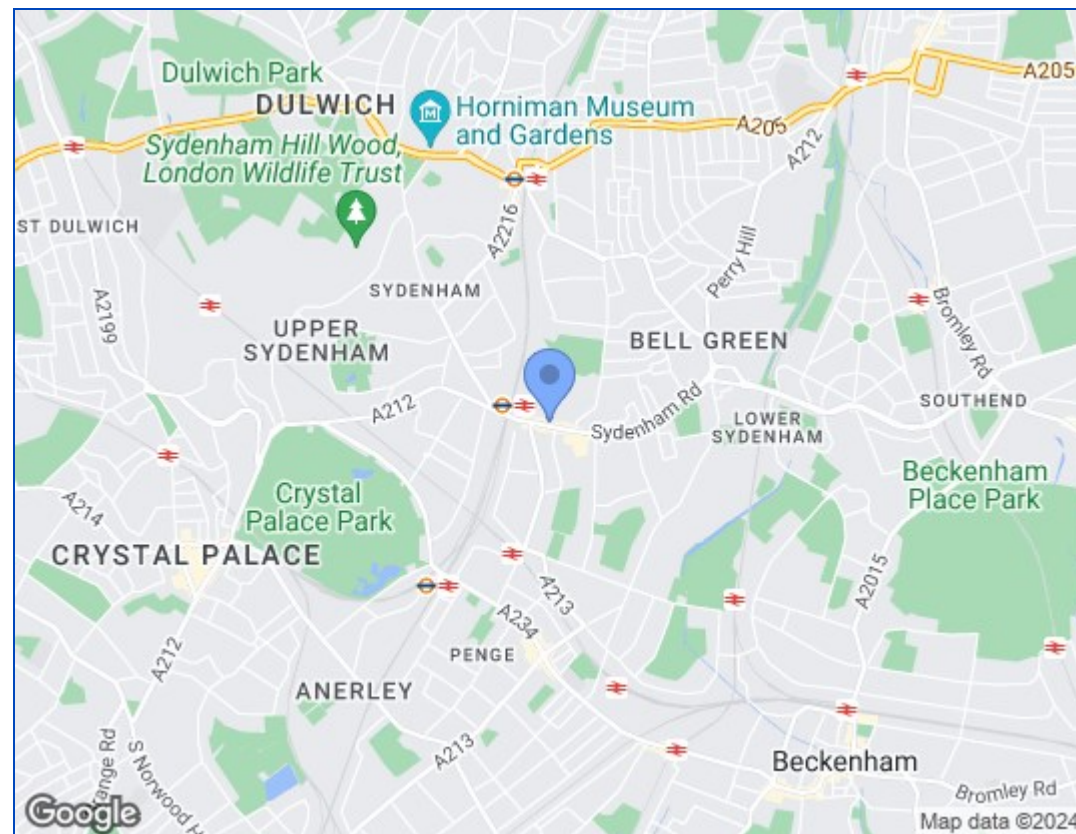 Dulwich Park
DULWICH
Horniman Museum
and Gardens
A205
A205
A212
Sydenham Hill Wood,
London Wildlife Trust
ST DULWICH
A2216
Perry Hill
SYDENHAM
A2199
UPPER
SYDENHAM
BELL GREEN
Bromley Rd
A212
Sydenham Rd
LOWER
SYDENHAM
SOUTHEND
Beckenham
Place Park
Crystal
Palace Park
A214
CRYSTAL PALACE
A213
A2015
A234
PENGE
A212
ANERLEY
A213
Beckenham
range Rd
S Norwood H
Bromley Rd
Google
Map data ©2024